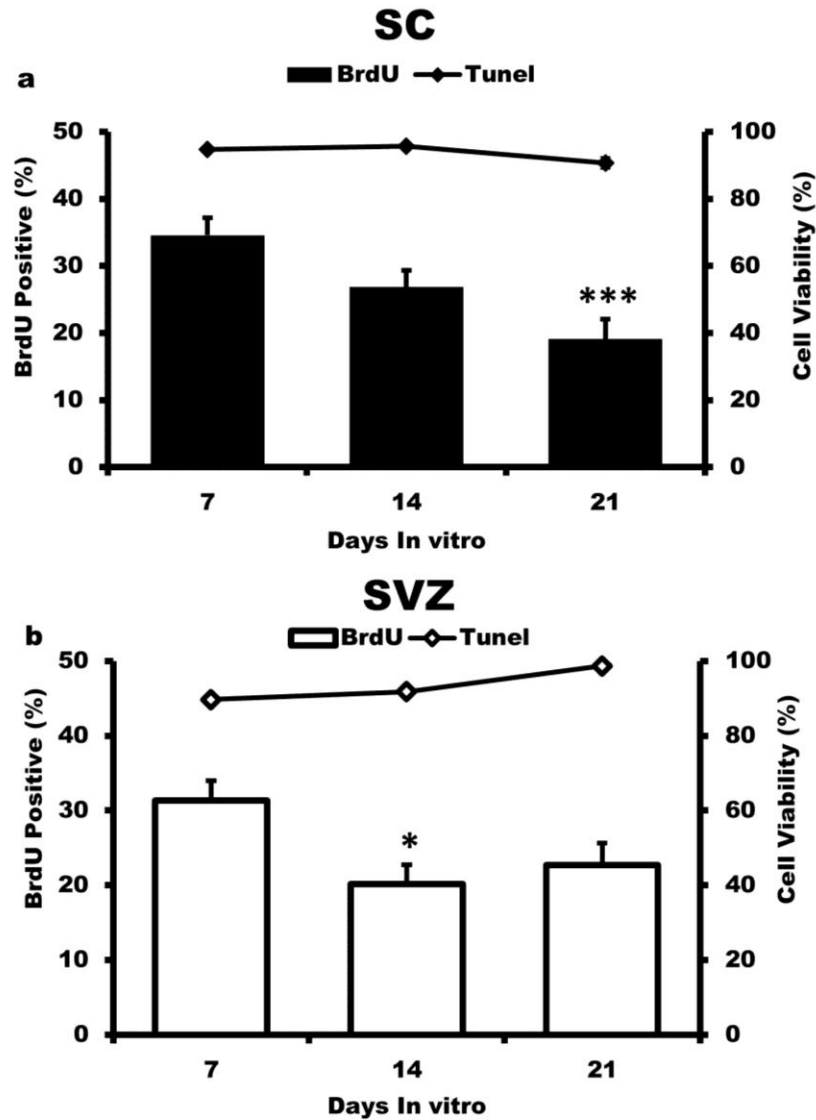 SC
a
BrdU Tunel
50 100
40 80
30 60
20 40
10 20
0 0
BrdU Positive (%)
Cell Viability (%)
***
7 14 21
Days In vitro
SVZ
b
BrdU Tunel
50 100
40 80
30 60
20 40
10 20
0 0
BrdU Positive (%)
Cell Viability (%)
*
7 14 21
Days In vitro